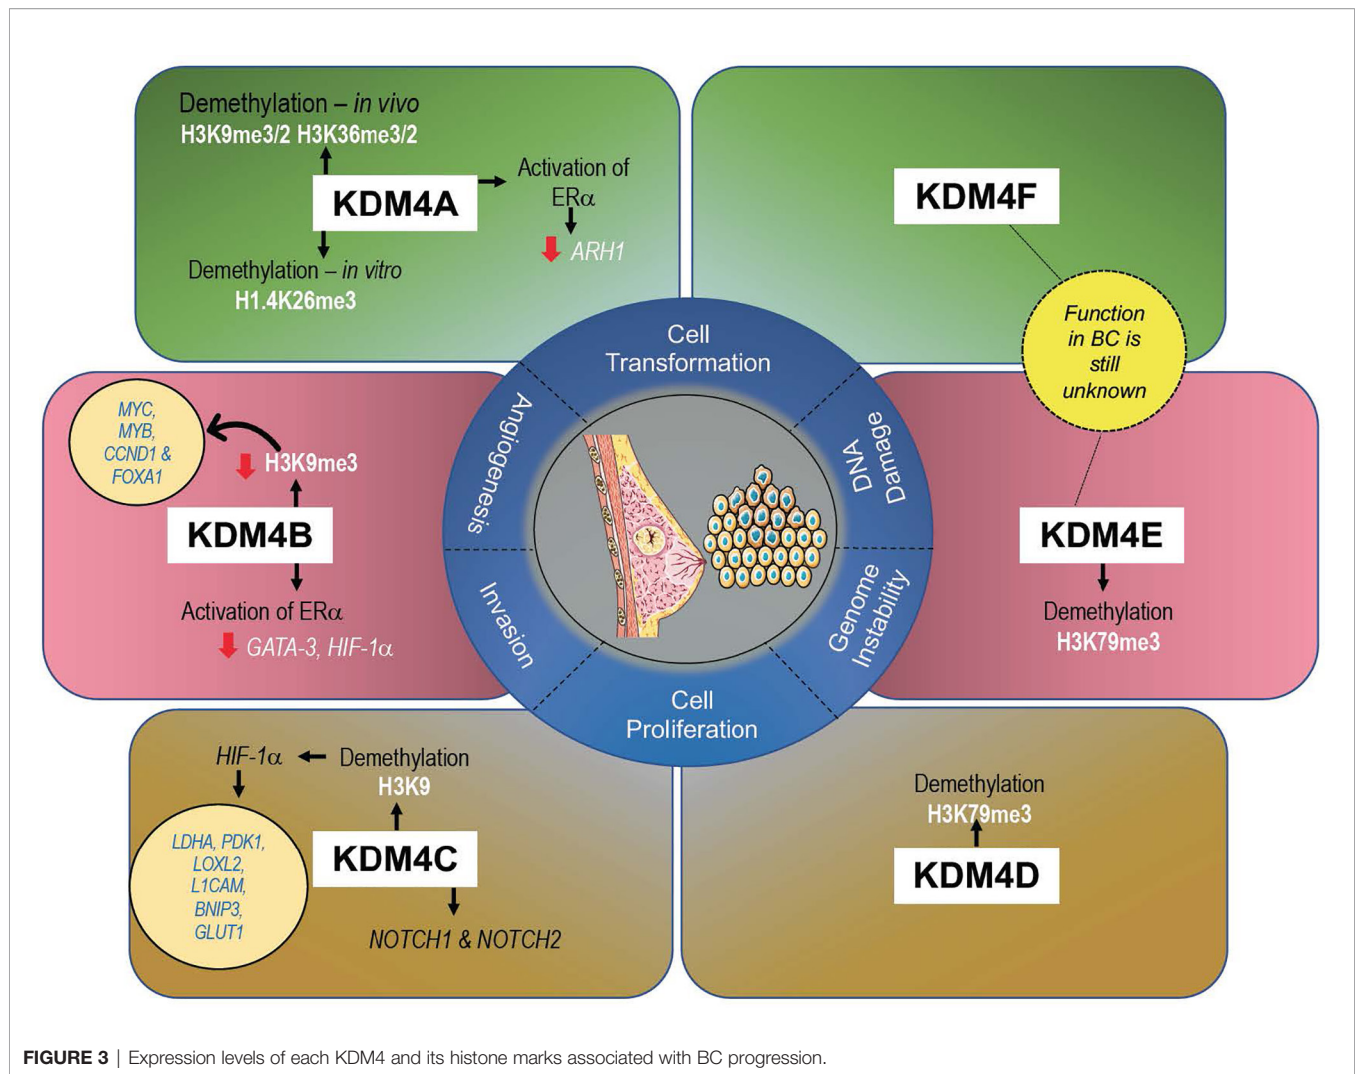 Demethylation – in vivo
H3K9me3/2 H3K36me3/2
KDM4A
Activation of
ERα
ARH1
Demethylation – in vitro
H1.4K26me3
KDM4F
Function
in BC is
still
unknown
MYC,
MYB,
CCND1 &
FOXA1
H3K9me3
KDM4B
Activation of ERα
GATA-3, HIF-1α
Cell
Transformation
Angiogenesis
DNA
Damage
Invasion
Genome
Instability
Cell
Proliferation
KDM4E
Demethylation
H3K79me3
HIF-1α
Demethylation
H3K9
LDHA, PDK1,
LOXL2,
L1CAM,
BNIP3,
GLUT1
KDM4C
NOTCH1 & NOTCH2
Demethylation
H3K79me3
KDM4D
FIGURE 3 | Expression levels of each KDM4 and its histone marks associated with BC progression.